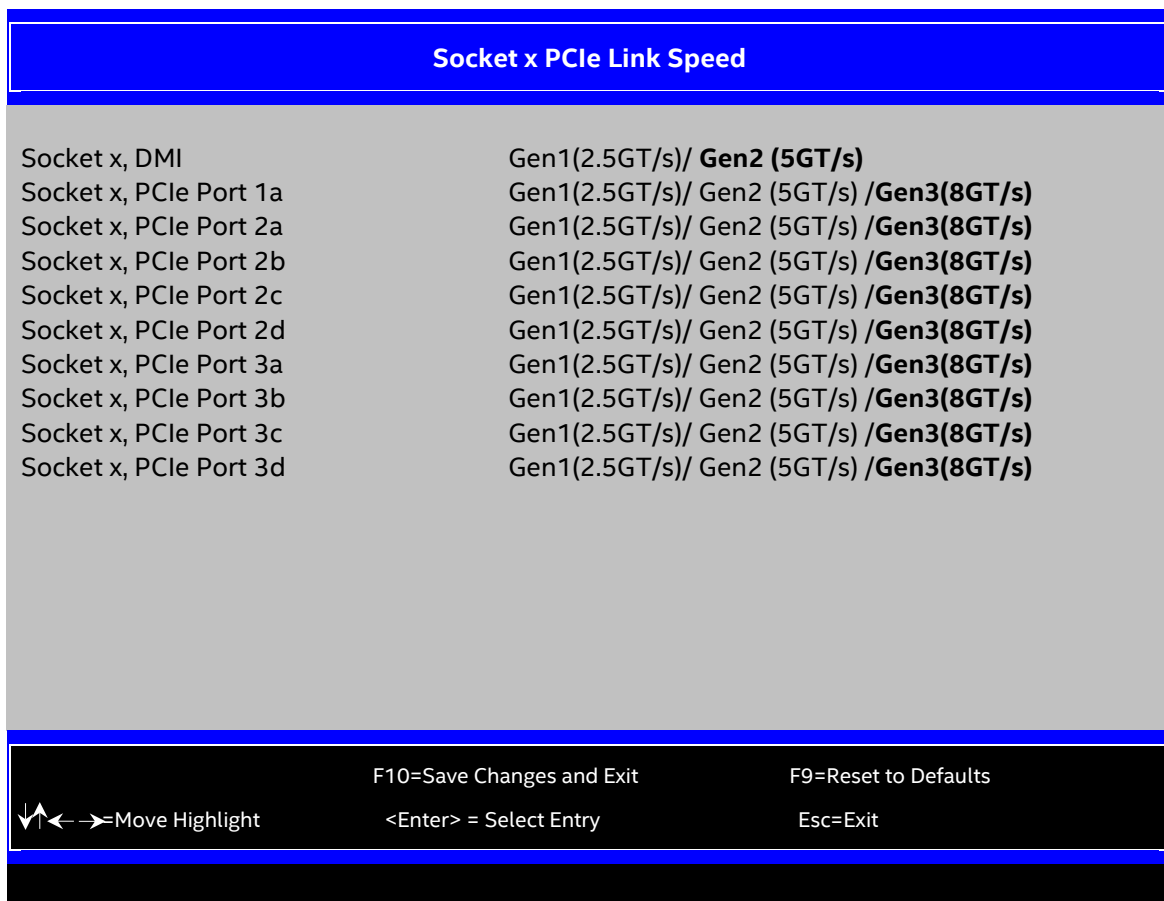 Socket x PCIe Link Speed
Socket x, DMI Gen1(2.5GT/s)/ Gen2 (5GT/s)
Socket x, PCIe Port 1a Gen1(2.5GT/s)/ Gen2 (5GT/s) /Gen3(8GT/s)
Socket x, PCIe Port 2a Gen1(2.5GT/s)/ Gen2 (5GT/s) /Gen3(8GT/s)
Socket x, PCIe Port 2b Gen1(2.5GT/s)/ Gen2 (5GT/s) /Gen3(8GT/s)
Socket x, PCIe Port 2c Gen1(2.5GT/s)/ Gen2 (5GT/s) /Gen3(8GT/s)
Socket x, PCIe Port 2d Gen1(2.5GT/s)/ Gen2 (5GT/s) /Gen3(8GT/s)
Socket x, PCIe Port 3a Gen1(2.5GT/s)/ Gen2 (5GT/s) /Gen3(8GT/s)
Socket x, PCIe Port 3b Gen1(2.5GT/s)/ Gen2 (5GT/s) /Gen3(8GT/s)
Socket x, PCIe Port 3c Gen1(2.5GT/s)/ Gen2 (5GT/s) /Gen3(8GT/s)
Socket x, PCIe Port 3d Gen1(2.5GT/s)/ Gen2 (5GT/s) /Gen3(8GT/s)
F10=Save Changes and Exit F9=Reset to Defaults
↓↑←→=Move Highlight <Enter> = Select Entry Esc=Exit